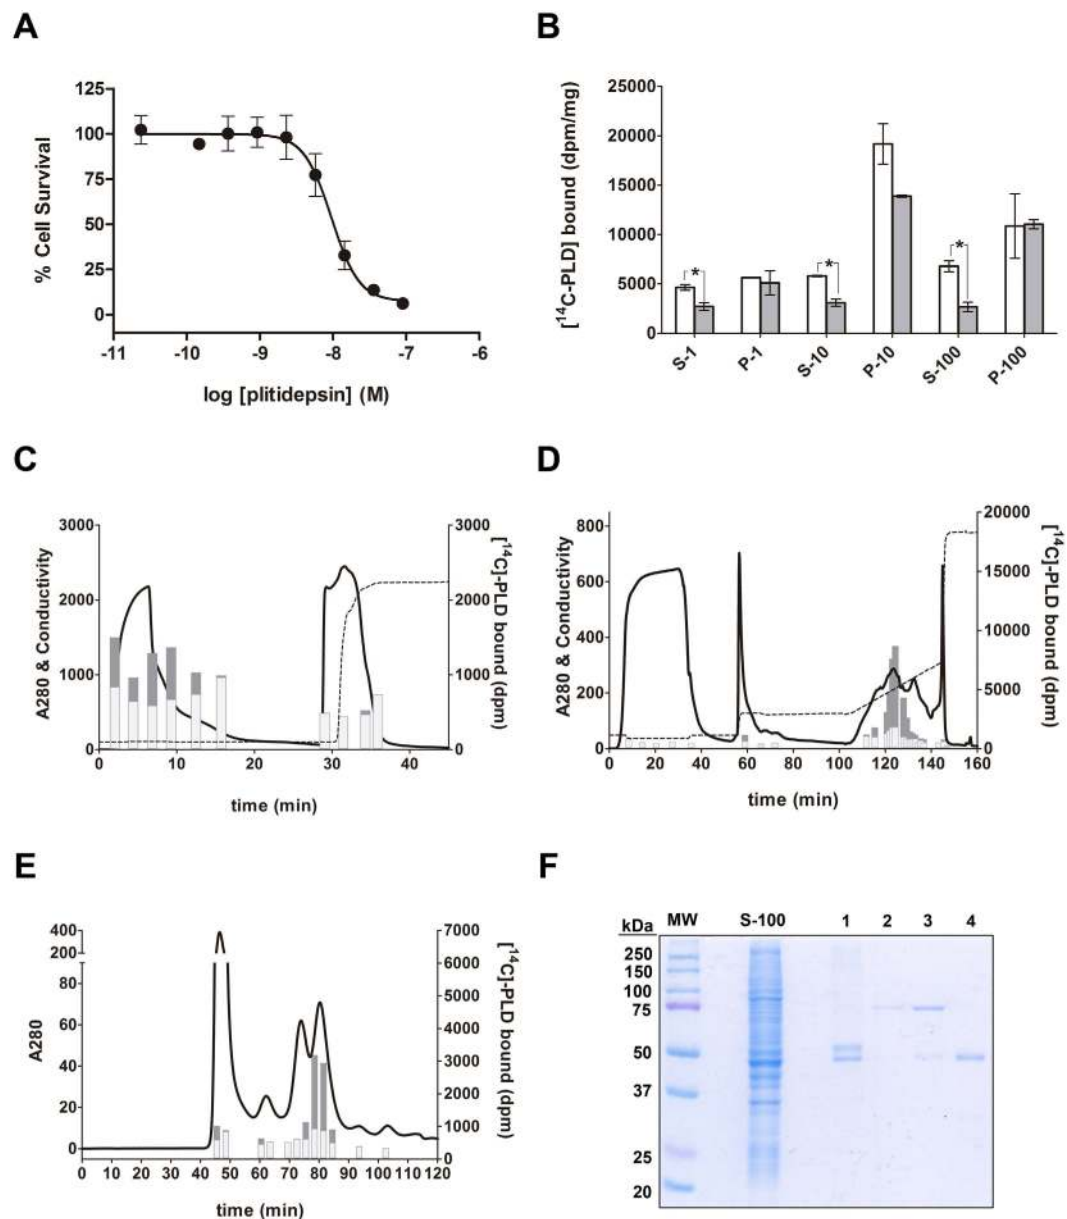 A
% Cell Survival
125
100
75
50
25
0
-11 -10 -9 -8 -7 -6
log [plitidepsin] (M)
B
[¹⁴C-PLD] bound (dpm/mg)
25000
20000
15000
10000
5000
0
* * *
S-1 P-1 S-10 P-10 S-100 P-100
C
A280 & Conductivity
3000
2000
1000
0
0 10 20 30 40
time (min)
3000
2000
1000
0
[¹⁴C]-PLD bound (dpm)
D
A280 & Conductivity
800
600
400
200
0
0 20 40 60 80 100 120 140 160
time (min)
20000
15000
10000
5000
0
[¹⁴C]-PLD bound (dpm)
E
A280
400
200
80
60
40
20
0
0 10 20 30 40 50 60 70 80 90 100 110 120
time (min)
7000
6000
5000
4000
3000
2000
1000
0
[¹⁴C]-PLD bound (dpm)
F
kDa MW S-100 1 2 3 4
250
150
100
75
50
37
25
20